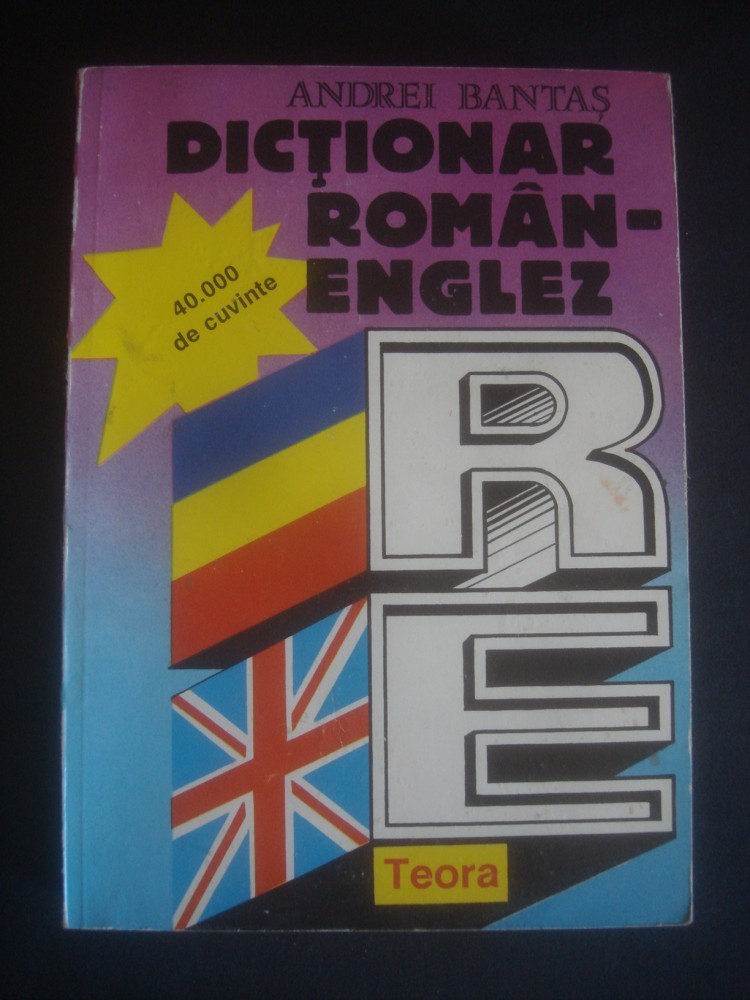 ANDREI BANTAȘ
DICȚIONAR
ROMÂN-
ENGLEZ
40.000
de cuvinte
R
E
Teora